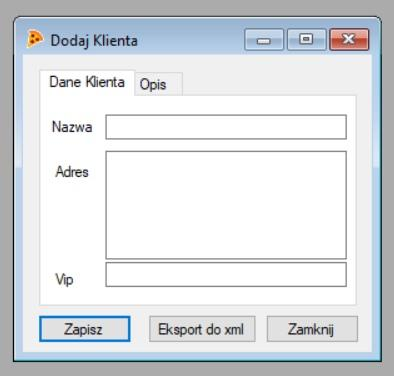 Dodaj Klienta
Dane Klienta
Opis
Nazwa
Adres
Vip
Zapisz
Eksport do xml
Zamknij